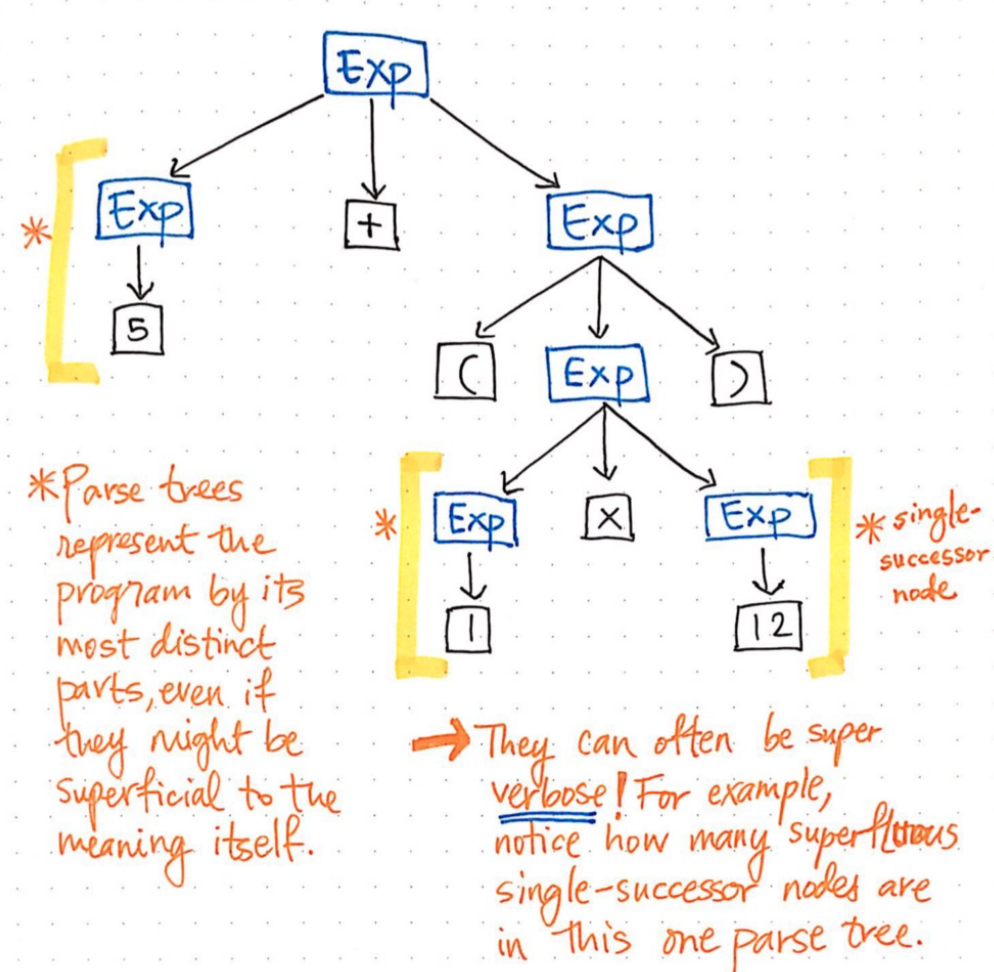 Exp
Exp
+
Exp
5
(
Exp
)
*
Exp
x
Exp
*
* single-
successor
node
1
12
*Parse trees
represent the
program by its
most distinct
parts, even if
they might be
superficial to the
meaning itself.
→ They can often be super
verbose! For example,
notice how many superfluous
single-successor nodes are
in this one parse tree.